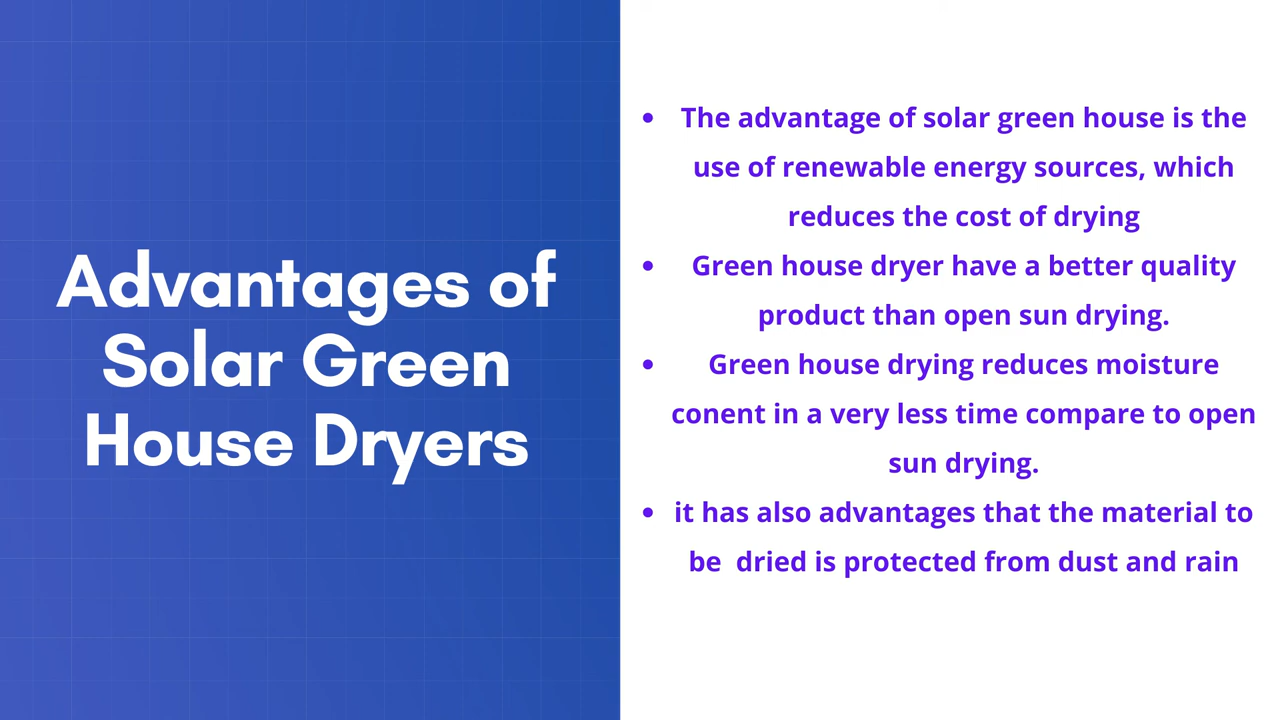 Advantages of
Solar Green
House Dryers
• The advantage of solar green house is the
use of renewable energy sources, which
reduces the cost of drying
• Green house dryer have a better quality
product than open sun drying.
• Green house drying reduces moisture
conent in a very less time compare to open
sun drying.
• it has also advantages that the material to
be  dried is protected from dust and rain